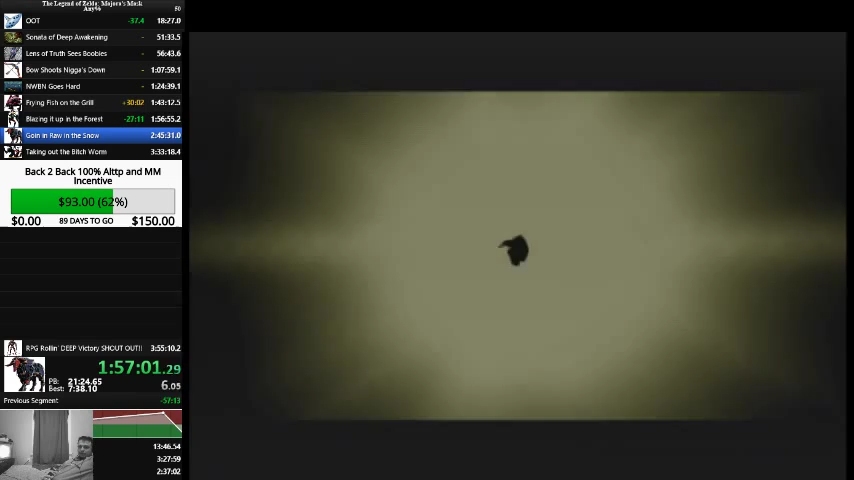 The Legend of Zelda: Majora's Mask
Any% 50
OOT -37.4 18:27.0
Sonata of Deep Awakening - 51:33.5
Lens of Truth Sees Boobies - 56:43.6
Bow Shoots Nigga's Down - 1:07:59.1
NWBN Goes Hard - 1:24:39.1
Frying Fish on the Grill +30:02 1:43:12.5
Blazing it up in the Forest -27:11 1:56:55.2
Goin in Raw in the Snow 2:45:31.0
Taking out the Bitch Worm 3:33:18.4
Back 2 Back 100% Alttp and MM
Incentive
$93.00 (62%)
$0.00 89 DAYS TO GO $150.00
RPG Rollin' DEEP Victory SHOUT OUT!! 3:55:10.2
1:57:01.29
PB: 21:24.65
Best: 7:38.10 6.05
Previous Segment -57:13
13:46.54
3:27:59
2:37:02